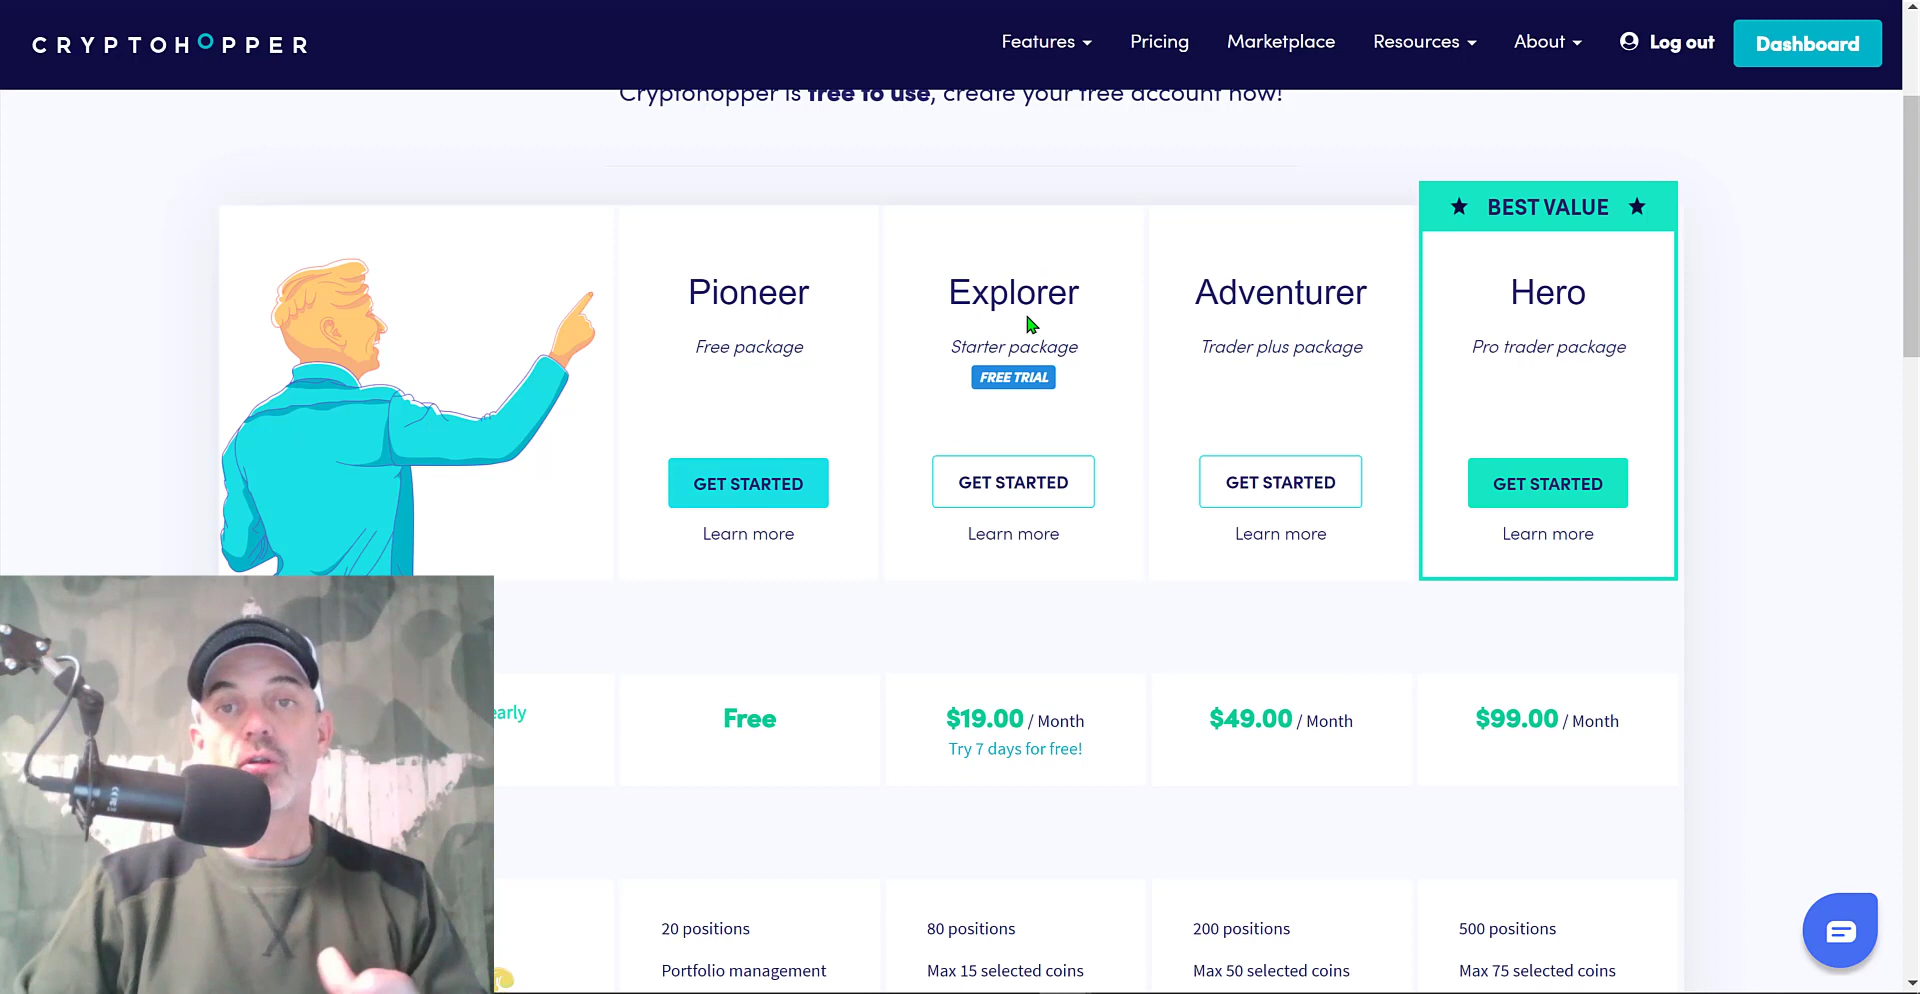 CRYPTOHOPPER
Features
Pricing
Marketplace
Resources
About
Log out
Dashboard
Cryptohopper is free to use, create your free account now!
★ BEST VALUE ★
Pioneer
Explorer
Adventurer
Hero
Free package
Starter package
Trader plus package
Pro trader package
FREE TRIAL
GET STARTED
GET STARTED
GET STARTED
GET STARTED
Learn more
Learn more
Learn more
Learn more
early
Free
$19.00 / Month
$49.00 / Month
$99.00 / Month
Try 7 days for free!
20 positions
80 positions
200 positions
500 positions
Portfolio management
Max 15 selected coins
Max 50 selected coins
Max 75 selected coins